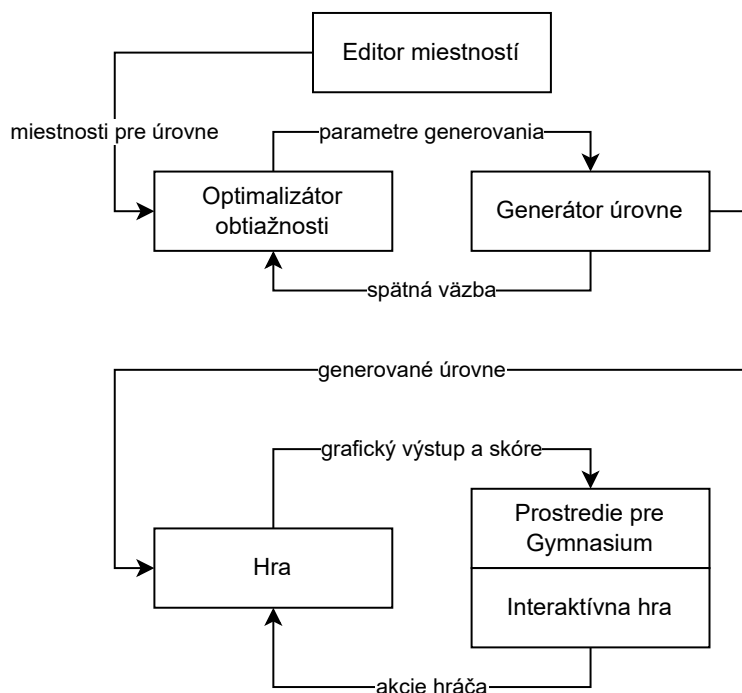 Editor miestností
miestnosti pre úrovne
parametre generovania
Optimalizátor
obtiažnosti
Generátor úrovne
spätná väzba
generované úrovne
grafický výstup a skóre
Prostredie pre
Gymnasium
Hra
Interaktívna hra
akcie hráča